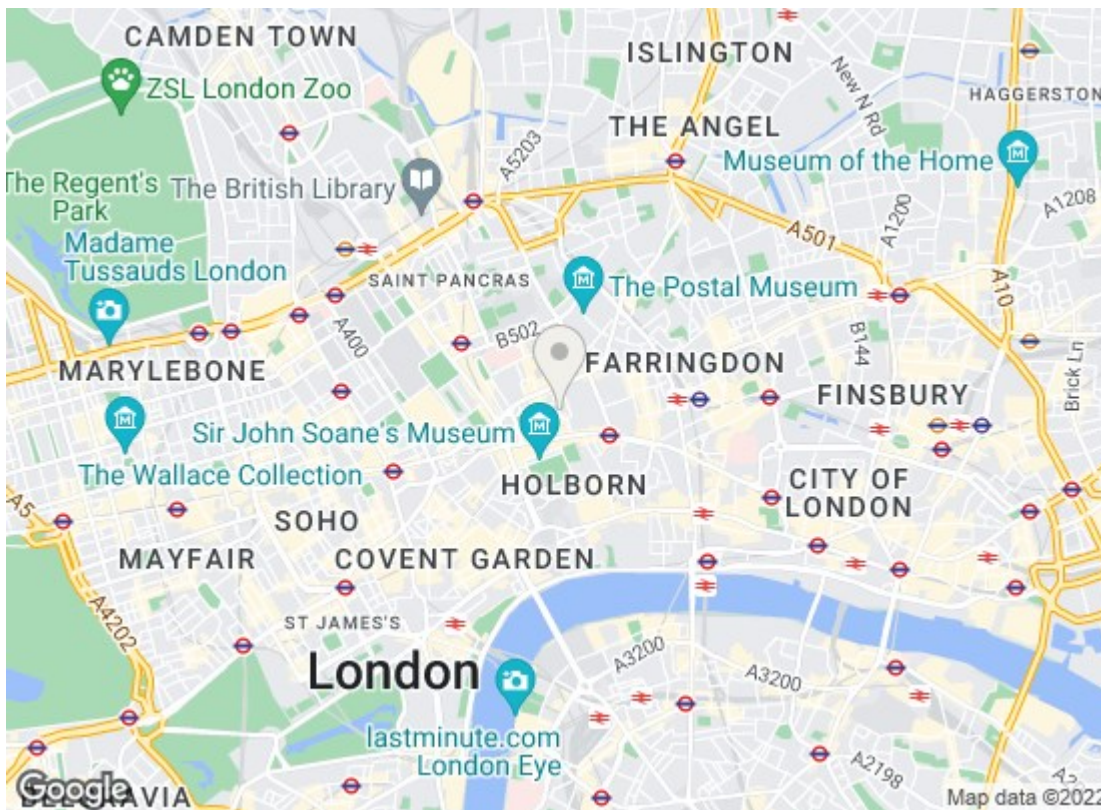 CAMDEN TOWN
ISLINGTON
ZSL London Zoo
New N Rd
HAGGERSTON
A5203
THE ANGEL
Museum of the Home
The British Library
The Regent's
Park
A1200
A1208
Madame
Tussauds London
A501
SAINT PANCRAS
The Postal Museum
A10
A400
B502
B144
MARYLEBONE
FARRINGDON
FINSBURY
Brick Ln
Sir John Soane's Museum
The Wallace Collection
HOLBORN
CITY OF
LONDON
A5
SOHO
MAYFAIR
COVENT GARDEN
A4202
ST JAMES'S
London
A3200
A3200
lastminute.com
London Eye
A2198
Google
BELGRAVIA
Map data ©2022